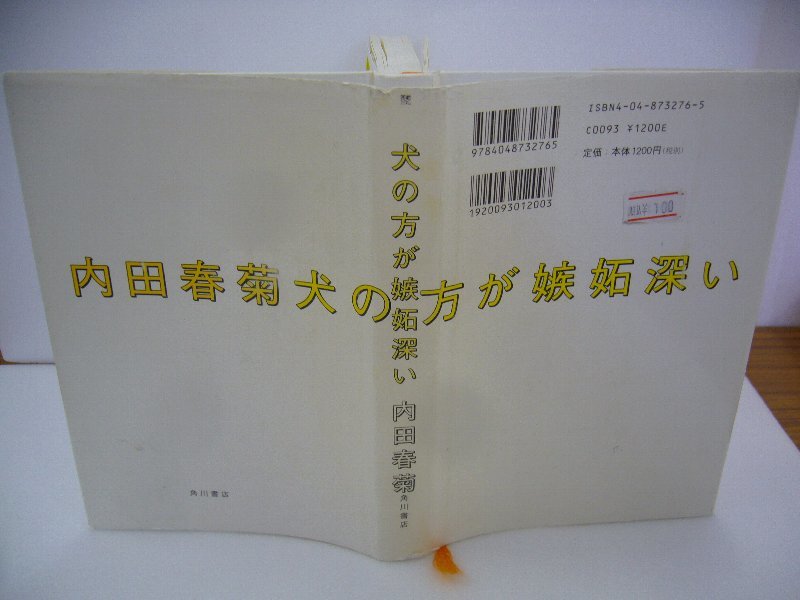 内田春菊犬の方が嫉妬深い
角川書店
犬の方が嫉妬深い
内田春菊
角川書店
ISBN4-04-873276-5
C0093 ¥1200E
定価：本体1200円(税別)
9784048732765
1920093012003
100